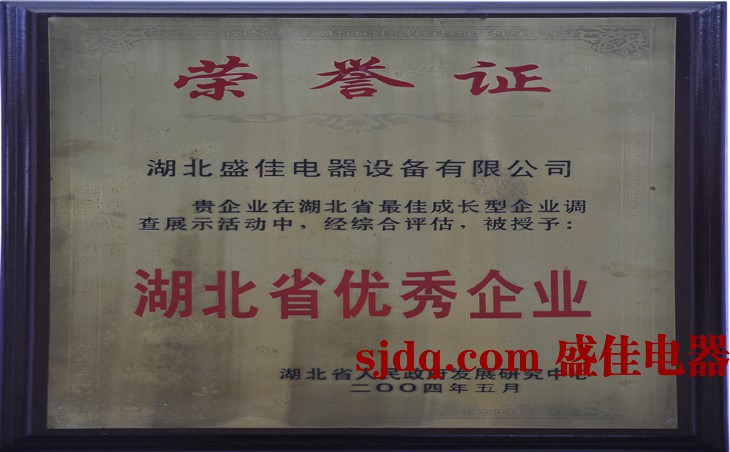 荣誉证
湖北盛佳电器设备有限公司
贵企业在湖北省最佳成长型企业调
查展示活动中，经综合评估，被授予：
湖北省优秀企业
sjdq.com 盛佳电器
湖北省人民政府发展研究中心
二〇〇四年五月